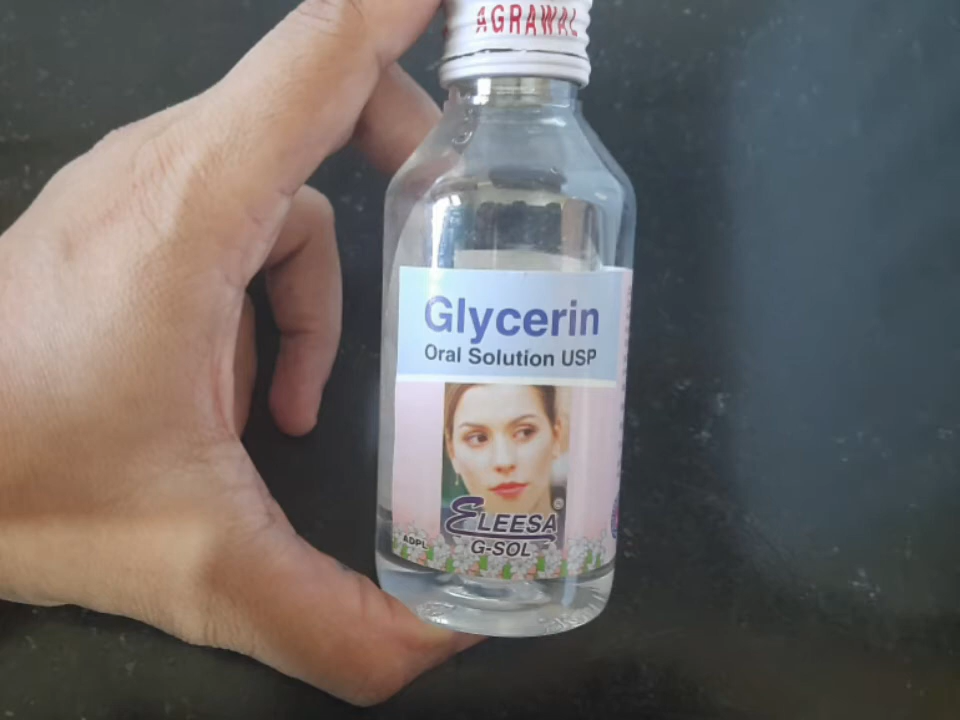 AGRAWAL
Glycerin
Oral Solution USP
ELEESA
G-SOL
ADPL